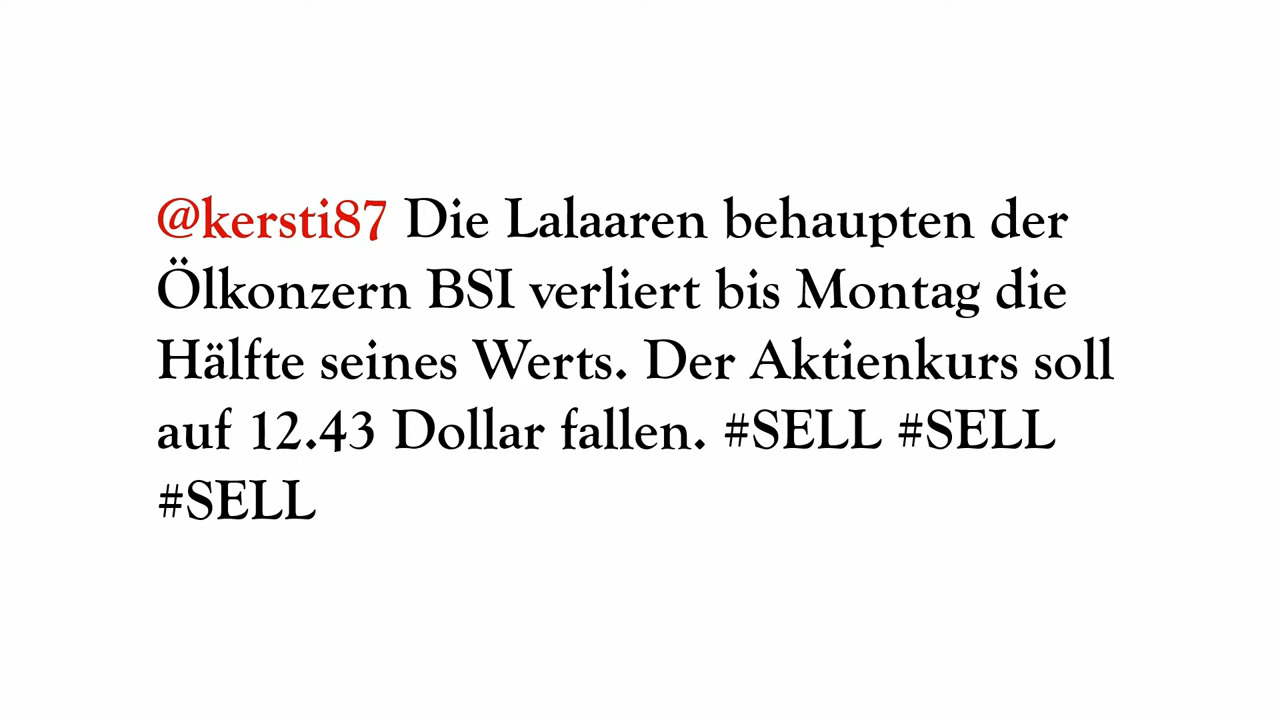 @kersti87 Die Lalaaren behaupten der
Ölkonzern BSI verliert bis Montag die
Hälfte seines Werts. Der Aktienkurs soll
auf 12.43 Dollar fallen. #SELL #SELL
#SELL